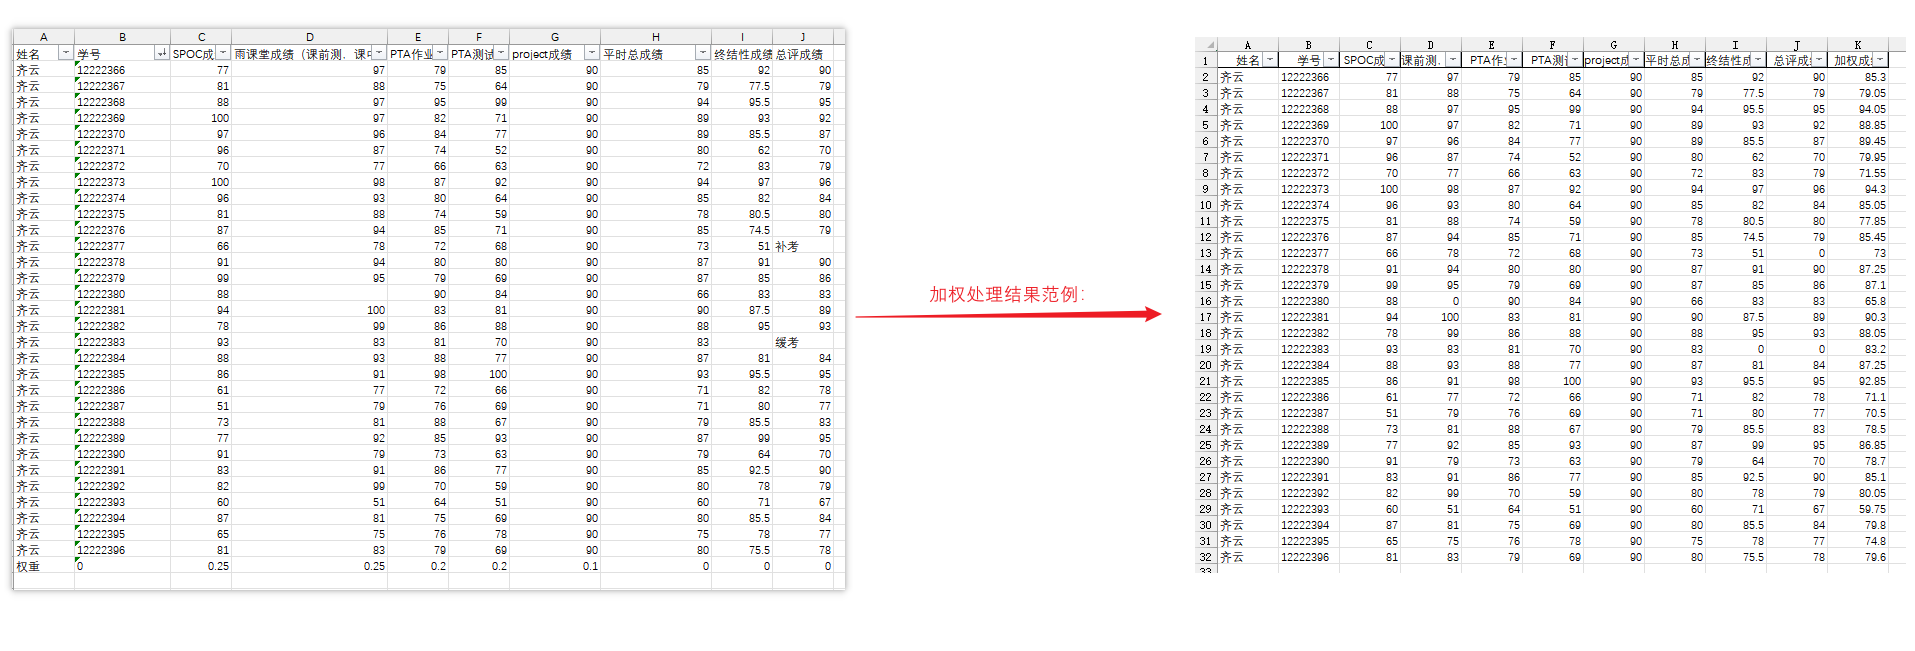 A B C D E F G H I J
姓名 学号 SPOC成 雨课堂成绩（课前测、课中 PTA作业 PTA测试 project成绩 平时总成绩 终结性成绩 总评成绩
齐云 12222366 77 97 79 85 90 85 92 90
齐云 12222367 81 88 75 64 90 79 77.5 79
齐云 12222368 88 97 95 99 90 94 95.5 95
齐云 12222369 100 97 82 71 90 89 93 92
齐云 12222370 97 96 84 77 90 89 85.5 87
齐云 12222371 96 87 74 52 90 80 62 70
齐云 12222372 70 77 66 63 90 72 83 79
齐云 12222373 100 98 87 92 90 94 97 96
齐云 12222374 96 93 80 64 90 85 82 84
齐云 12222375 81 88 74 59 90 78 80.5 80
齐云 12222376 87 94 85 71 90 85 74.5 79
齐云 12222377 66 78 72 68 90 73 51 补考
齐云 12222378 91 94 80 80 90 87 91 90
齐云 12222379 99 95 79 69 90 87 85 86
齐云 12222380 88 90 84 90 66 83 83
齐云 12222381 94 100 83 81 90 90 87.5 89
齐云 12222382 78 99 86 88 90 88 95 93
齐云 12222383 93 83 81 70 90 83 缓考
齐云 12222384 88 93 88 77 90 87 81 84
齐云 12222385 86 91 98 100 90 93 95.5 95
齐云 12222386 61 77 72 66 90 71 82 78
齐云 12222387 51 79 76 69 90 71 80 77
齐云 12222388 73 81 88 67 90 79 85.5 83
齐云 12222389 77 92 85 93 90 87 99 95
齐云 12222390 91 79 73 63 90 79 64 70
齐云 12222391 83 91 86 77 90 85 92.5 90
齐云 12222392 82 99 70 59 90 80 78 79
齐云 12222393 60 51 64 51 90 60 71 67
齐云 12222394 87 81 75 69 90 80 85.5 84
齐云 12222395 65 75 76 78 90 75 78 77
齐云 12222396 81 83 79 69 90 80 75.5 78
权重 0 0.25 0.25 0.2 0.2 0.1 0 0 0
加权处理结果范例:
A B C D E F G H I J K
1 姓名 学号 SPOC成 课前测、 PTA作 PTA测 project成 平时总成 终结性成 总评成 加权成
2 齐云 12222366 77 97 79 85 90 85 92 90 85.3
3 齐云 12222367 81 88 75 64 90 79 77.5 79 79.05
4 齐云 12222368 88 97 95 99 90 94 95.5 95 94.05
5 齐云 12222369 100 97 82 71 90 89 93 92 88.85
6 齐云 12222370 97 96 84 77 90 89 85.5 87 89.45
7 齐云 12222371 96 87 74 52 90 80 62 70 79.95
8 齐云 12222372 70 77 66 63 90 72 83 79 71.55
9 齐云 12222373 100 98 87 92 90 94 97 96 94.3
10 齐云 12222374 96 93 80 64 90 85 82 84 85.05
11 齐云 12222375 81 88 74 59 90 78 80.5 80 77.85
12 齐云 12222376 87 94 85 71 90 85 74.5 79 85.45
13 齐云 12222377 66 78 72 68 90 73 51 0 73
14 齐云 12222378 91 94 80 80 90 87 91 90 87.25
15 齐云 12222379 99 95 79 69 90 87 85 86 87.1
16 齐云 12222380 88 0 90 84 90 66 83 83 65.8
17 齐云 12222381 94 100 83 81 90 90 87.5 89 90.3
18 齐云 12222382 78 99 86 88 90 88 95 93 88.05
19 齐云 12222383 93 83 81 70 90 83 0 0 83.2
20 齐云 12222384 88 93 88 77 90 87 81 84 87.25
21 齐云 12222385 86 91 98 100 90 93 95.5 95 92.85
22 齐云 12222386 61 77 72 66 90 71 82 78 71.1
23 齐云 12222387 51 79 76 69 90 71 80 77 70.5
24 齐云 12222388 73 81 88 67 90 79 85.5 83 78.5
25 齐云 12222389 77 92 85 93 90 87 99 95 86.85
26 齐云 12222390 91 79 73 63 90 79 64 70 78.7
27 齐云 12222391 83 91 86 77 90 85 92.5 90 85.1
28 齐云 12222392 82 99 70 59 90 80 78 79 80.05
29 齐云 12222393 60 51 64 51 90 60 71 67 59.75
30 齐云 12222394 87 81 75 69 90 80 85.5 84 79.8
31 齐云 12222395 65 75 76 78 90 75 78 77 74.8
32 齐云 12222396 81 83 79 69 90 80 75.5 78 79.6
33